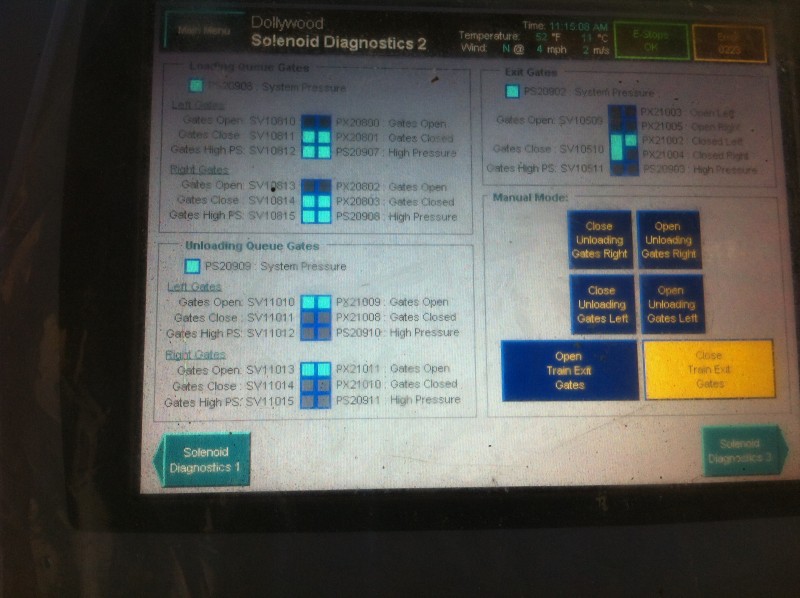 Main Menu
Dollywood
Solenoid Diagnostics 2
Time: 11:15:08 AM
Temperature: 52 °F 11 °C
Wind: N @ 4 mph 2 m/s
E-Stops
OK
0223
Loading Queue Gates
PS20906 : System Pressure
Left Gates
Gates Open: SV10810 PX20800 : Gates Open
Gates Close : SV10811 PX20801 : Gates Closed
Gates High PS: SV10812 PS20907 : High Pressure
Right Gates
Gates Open: SV10813 PX20802 : Gates Open
Gates Close : SV10814 PX20803 : Gates Closed
Gates High PS: SV10815 PS20908 : High Pressure
Unloading Queue Gates
PS20909 : System Pressure
Left Gates
Gates Open: SV11010 PX21009 : Gates Open
Gates Close : SV11011 PX21008 : Gates Closed
Gates High PS: SV11012 PS20910 : High Pressure
Right Gates
Gates Open: SV11013 PX21011 : Gates Open
Gates Close : SV11014 PX21010 : Gates Closed
Gates High PS: SV11015 PS20911 : High Pressure
Exit Gates
PS20902 : System Pressure
Gates Open: SV10509 PX21003 : Open Left
PX21005 : Open Right
PX21002 : Closed Left
Gates Close : SV10510 PX21004 : Closed Right
Gates High PS: SV10511 PS20903 : High Pressure
Manual Mode:
Close
Unloading
Gates Right
Open
Unloading
Gates Right
Close
Unloading
Gates Left
Open
Unloading
Gates Left
Open
Train Exit
Gates
Close
Train Exit
Gates
Solenoid
Diagnostics 1
Solenoid
Diagnostics 3